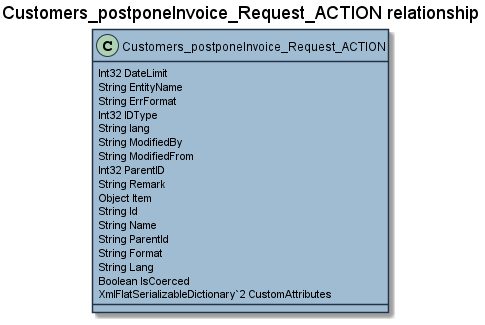 Customers_postponeInvoice_Request_ACTION relationship
C Customers_postponeInvoice_Request_ACTION
Int32 DateLimit
String EntityName
String ErrFormat
Int32 IDType
String lang
String ModifiedBy
String ModifiedFrom
Int32 ParentID
String Remark
Object Item
String Id
String Name
String ParentId
String Format
String Lang
Boolean IsCoerced
XmlFlatSerializableDictionary`2 CustomAttributes